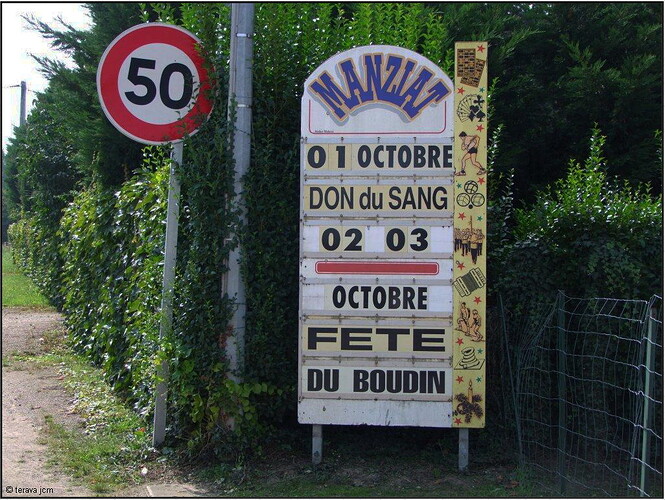 50
MANZIAT
01 OCTOBRE
DON du SANG
02 03
OCTOBRE
FETE
DU BOUDIN
© terava jcm